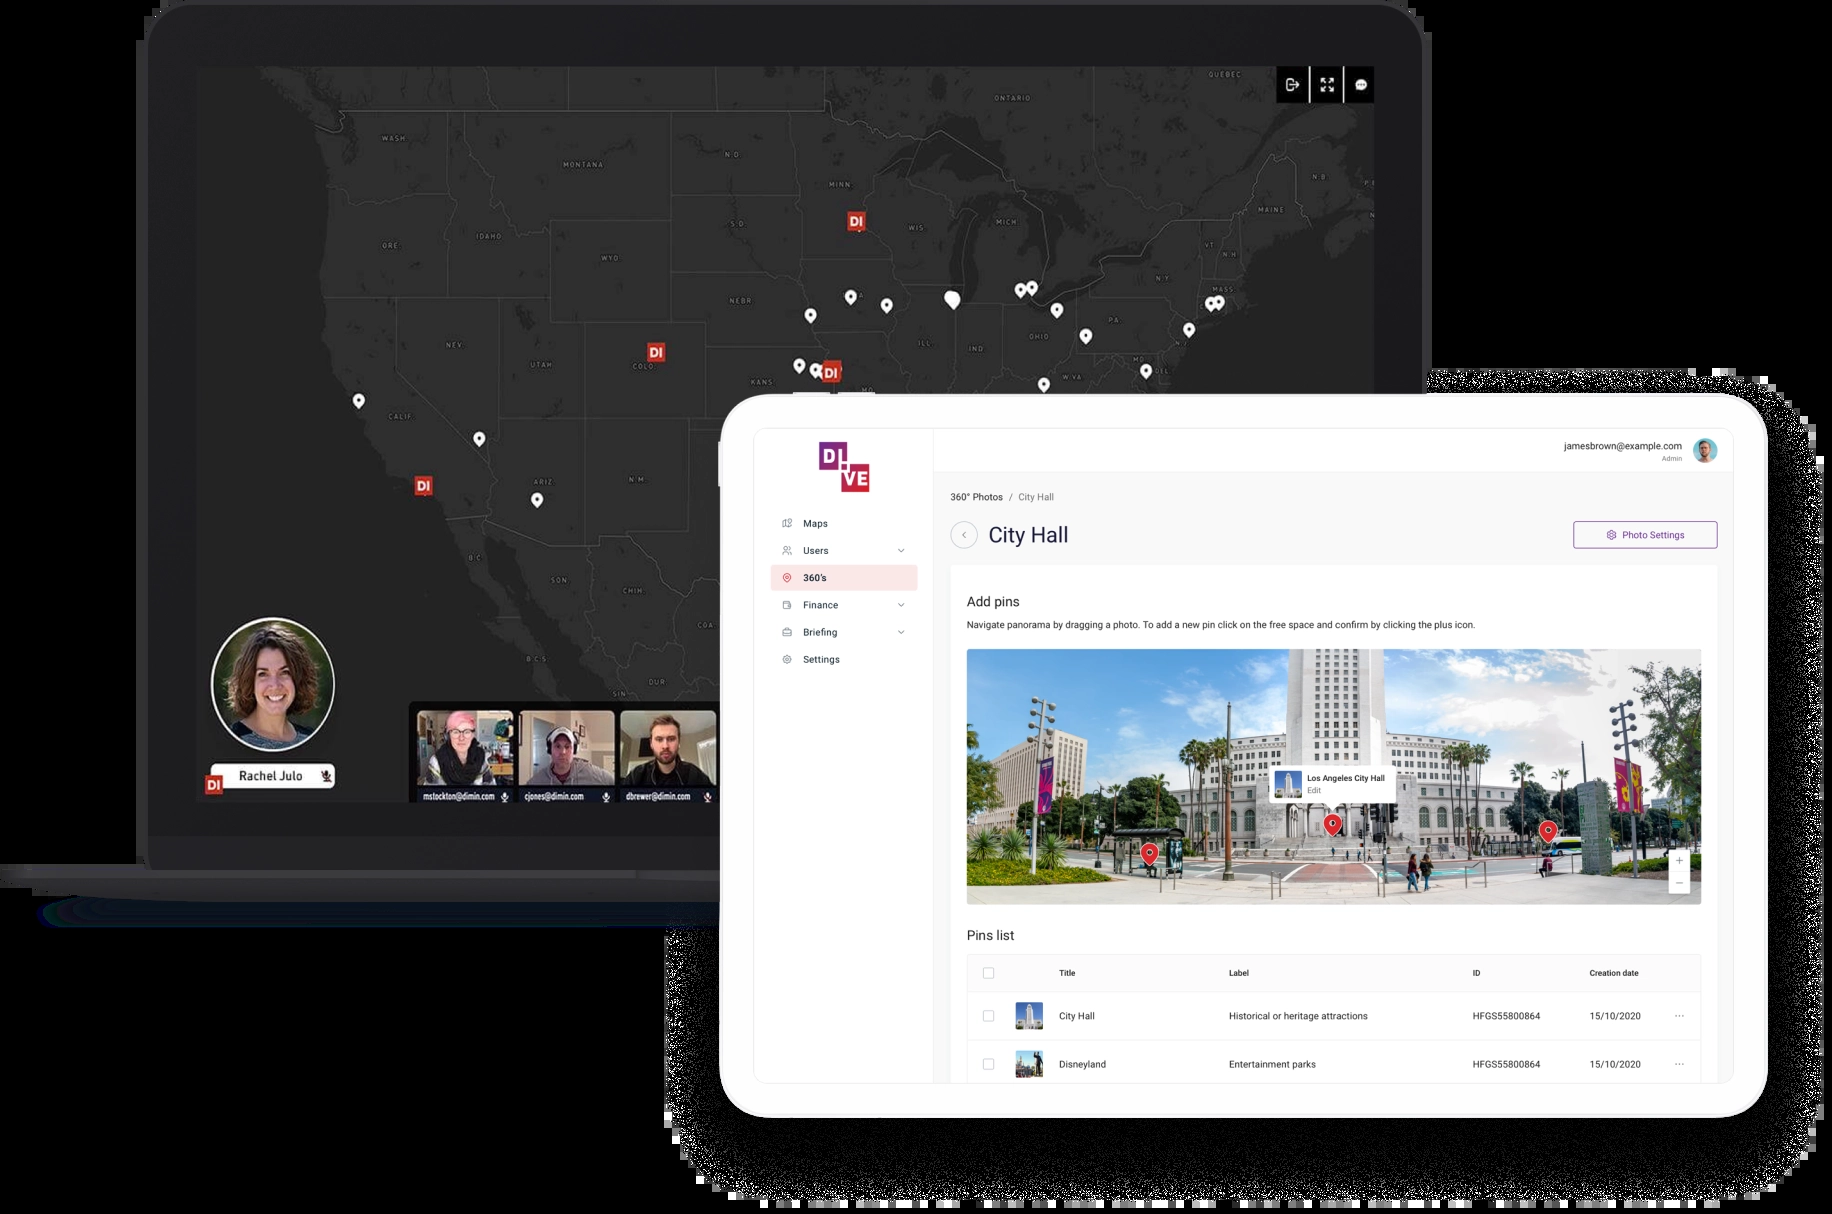 QUEBEC
ONTARIO
WASH.
MONTANA
N.D.
MINN.
N.B.
MAINE
ORE.
IDAHO
S.D.
WIS.
MICH.
VT.
N.H.
WYO.
DI
N.Y.
MASS.
NEBR.
PA.
NEV.
UTAH
COLO.
DI
ILL.
IND.
OHIO
N.J.
MD.
DEL.
KANS.
DI
MO.
W.VA.
CALIF.
DI
ARIZ.
N.M.
B.C.
SON.
CHIH.
COA.
B.C.S.
DUR.
SIN.
DI
Rachel Julo
mstockton@dimin.com
cjones@dimin.com
dbrewer@dimin.com
DI
VE
Maps
Users
360's
Finance
Briefing
Settings
jamesbrown@example.com
Admin
360° Photos / City Hall
City Hall
Photo Settings
Add pins
Navigate panorama by dragging a photo. To add a new pin click on the free space and confirm by clicking the plus icon.
Los Angeles City Hall
Edit
Pins list
Title Label ID Creation date
City Hall Historical or heritage attractions HFGS55800864 15/10/2020
Disneyland Entertainment parks HFGS55800864 15/10/2020